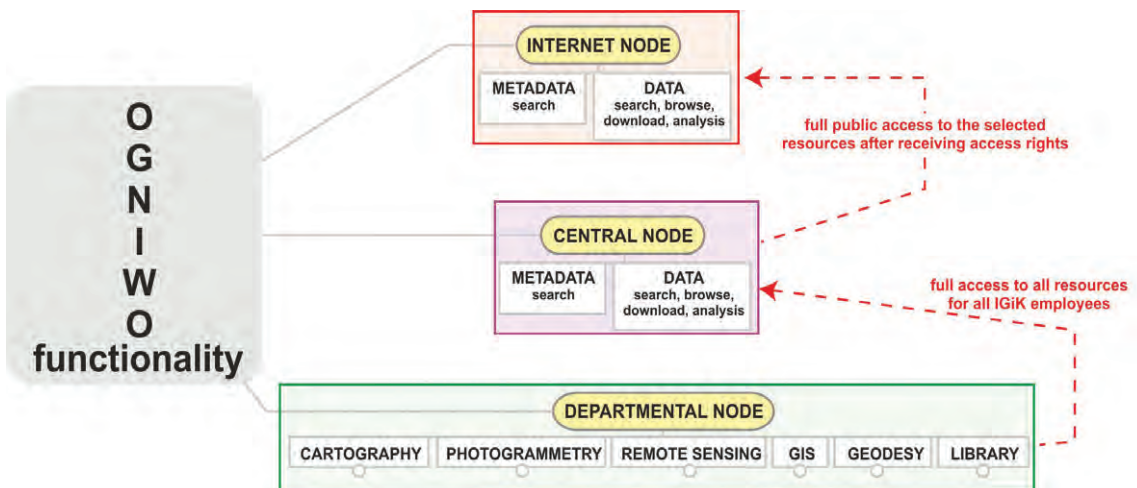 O
G
N
I
W
O
functionality
INTERNET NODE
METADATA
search
DATA
search, browse,
download, analysis
full public access to the selected
resources after receiving access rights
CENTRAL NODE
METADATA
search
DATA
search, browse,
download, analysis
full access to all resources
for all IGiK employees
DEPARTMENTAL NODE
CARTOGRAPHY
PHOTOGRAMMETRY
REMOTE SENSING
GIS
GEODESY
LIBRARY